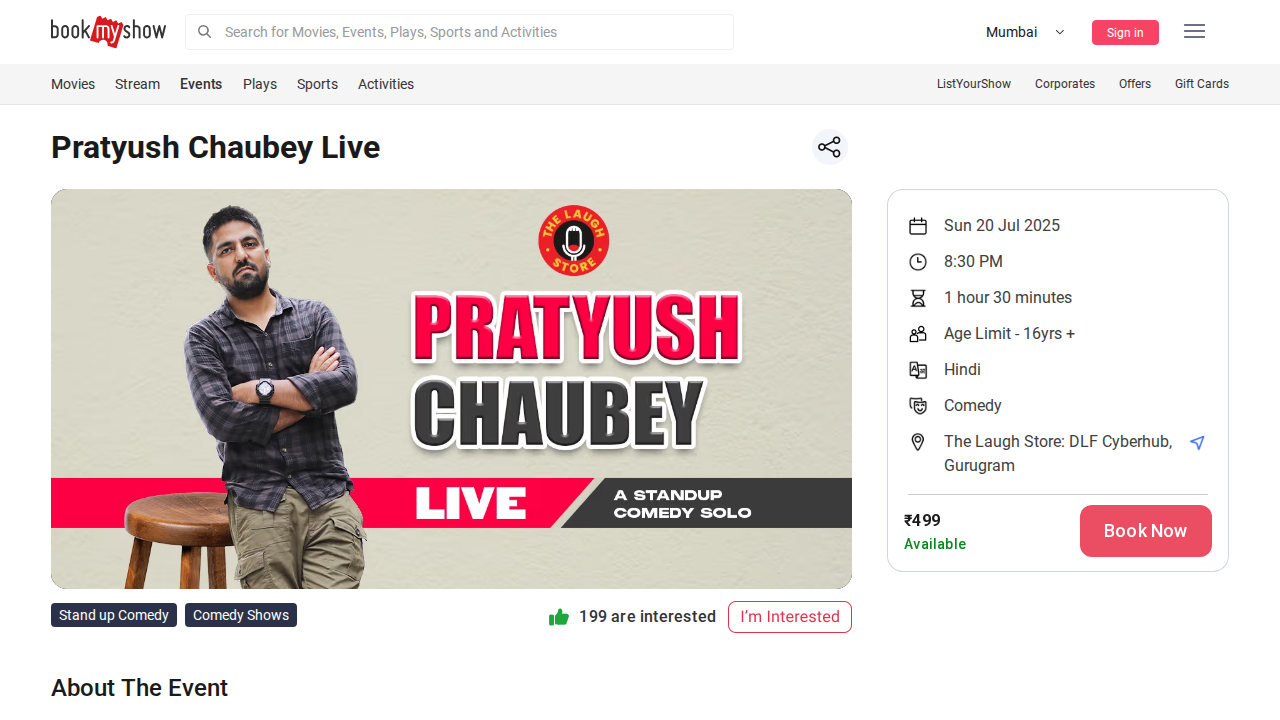 bookmyshow
Search for Movies, Events, Plays, Sports and Activities
Mumbai
Sign in
Movies Stream Events Plays Sports Activities
ListYourShow Corporates Offers Gift Cards
Pratyush Chaubey Live
THE LAUGH
STORE
PRATYUSH
CHAUBEY
LIVE
A STANDUP
COMEDY SOLO
Sun 20 Jul 2025
8:30 PM
1 hour 30 minutes
Age Limit - 16yrs +
Hindi
Comedy
The Laugh Store: DLF Cyberhub,
Gurugram
₹499
Available
Book Now
Stand up Comedy Comedy Shows
199 are interested
I’m Interested
About The Event